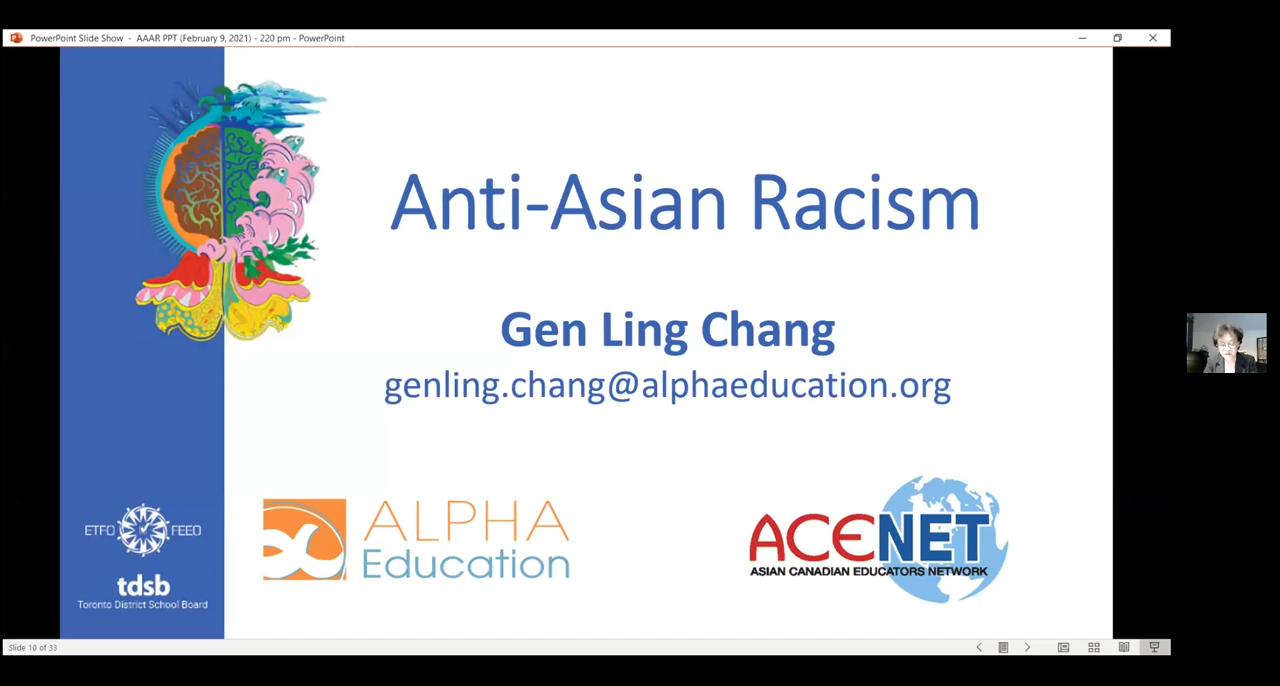 PowerPoint Slide Show - AAAR PPT (February 9, 2021) - 220 pm - PowerPoint
Anti-Asian Racism
Gen Ling Chang
genling.chang@alphaeducation.org
ETFO FEEO
tdsb
Toronto District School Board
ALPHA
Education
ACENET
ASIAN CANADIAN EDUCATORS NETWORK
Slide 10 of 33